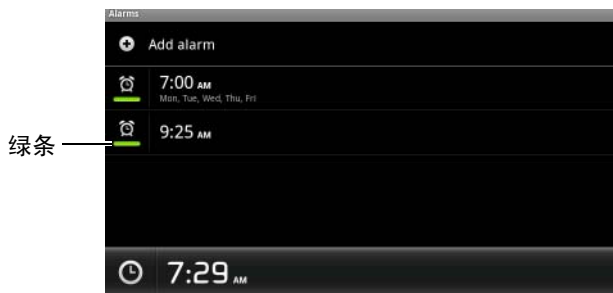 Alarms
Add alarm
7:00 AM
Mon, Tue, Wed, Thu, Fri
绿条
9:25 AM
7:29 AM